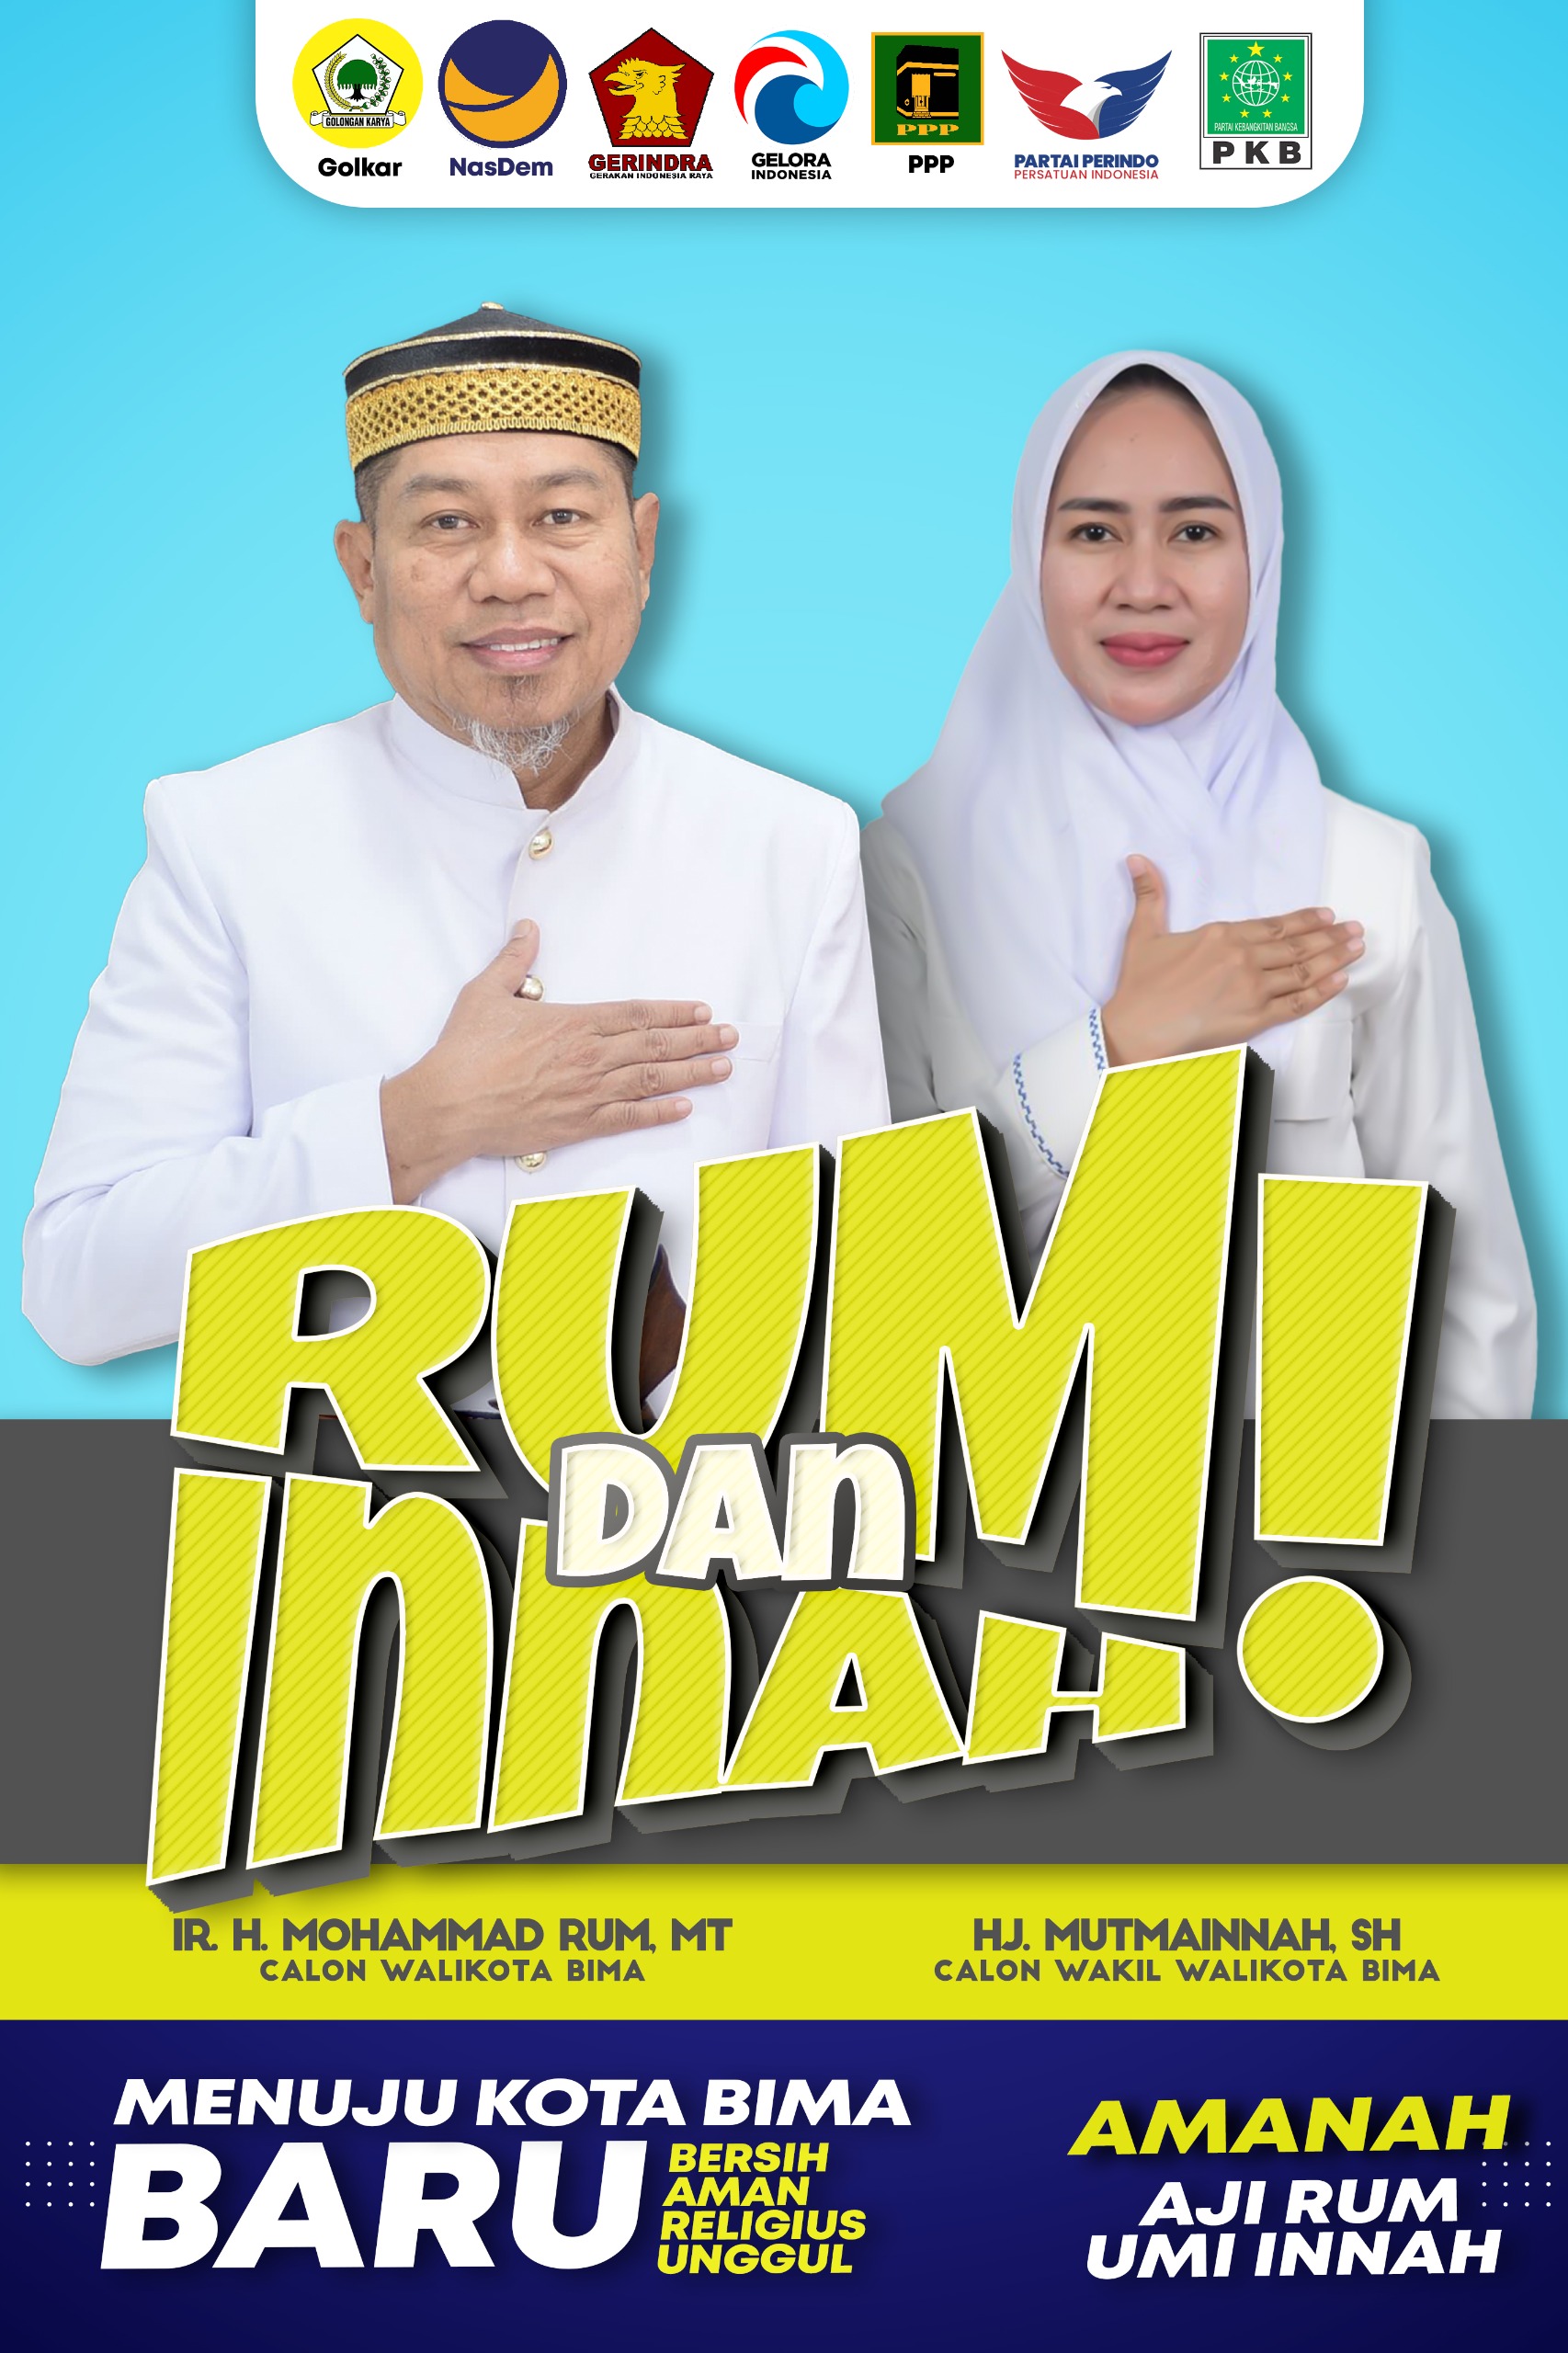 GOLONGAN KARYA
Golkar
NasDem
GERINDRA
GERAKAN INDONESIA RAYA
GELORA
INDONESIA
PPP
PPP
PARTAI PERINDO
PERSATUAN INDONESIA
PARTAI KEBANGKITAN BANGSA
PKB
RUM!
DAN
INNAH
IR. H. MOHAMMAD RUM, MT
CALON WALIKOTA BIMA
HJ. MUTMAINNAH, SH
CALON WAKIL WALIKOTA BIMA
MENUJU KOTA BIMA
BARU
BERSIH
AMAN
RELIGIUS
UNGGUL
AMANAH
AJI RUM
UMI INNAH